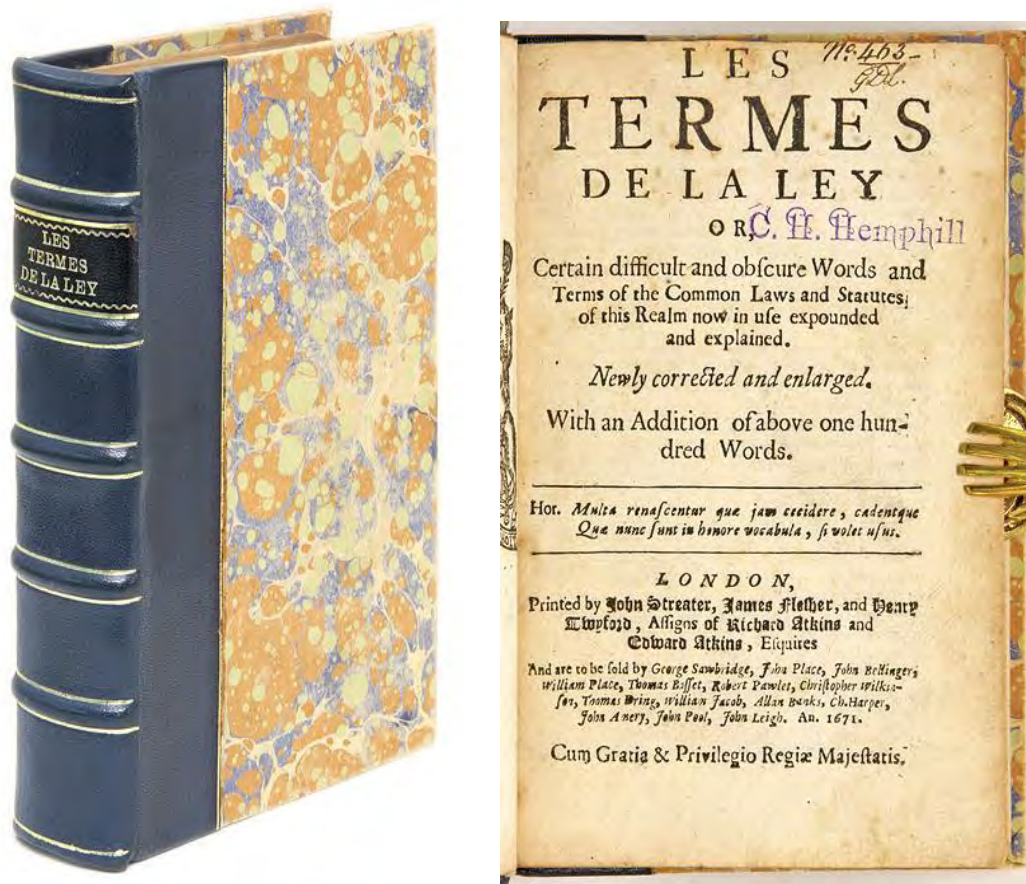 LES
TERMES
DE LA LEY
Nº 463-
LES
TERMES
DE LA LEY
OR,
C. H. Hemphill
Certain difficult and obſcure Words and
Terms of the Common Laws and Statutes,
of this Realm now in uſe expounded
and explained.
Newly corrected and enlarged.
With an Addition of above one hun-
dred Words.
Hor. Multa renaſcentur quæ jam cecidere, cadentque
Quæ nunc ſunt in honore vocabula, ſi volet uſus.
LONDON,
Printed by John Streater, James Fleſher, and Henry
Twyford, Aſſigns of Richard Atkins and
Edward Atkins, Eſquires
And are to be ſold by George Sawbridge, John Place, John Bellinger,
William Place, Thomas Baſſet, Robert Pawlet, Chriſtopher Wilkin-
ſon, Thomas Dring, William Jacob, Allan Banks, Ch. Harper,
John Amery, John Pool, John Leigh. An. 1671.
Cum Gratia & Privilegio Regiæ Majeſtatis.